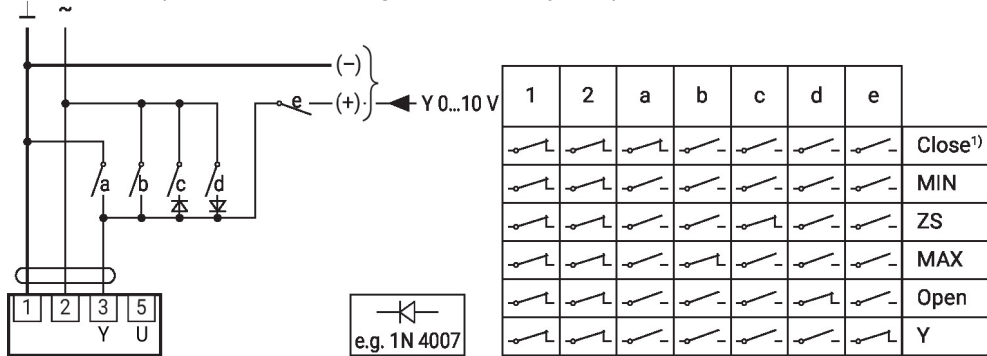 ⊥ ~
(–)
e (+) Y 0...10 V
a b c d
1 2 3 5
Y U
e.g. 1N 4007
1 2 a b c d e
Close¹⁾
MIN
ZS
MAX
Open
Y